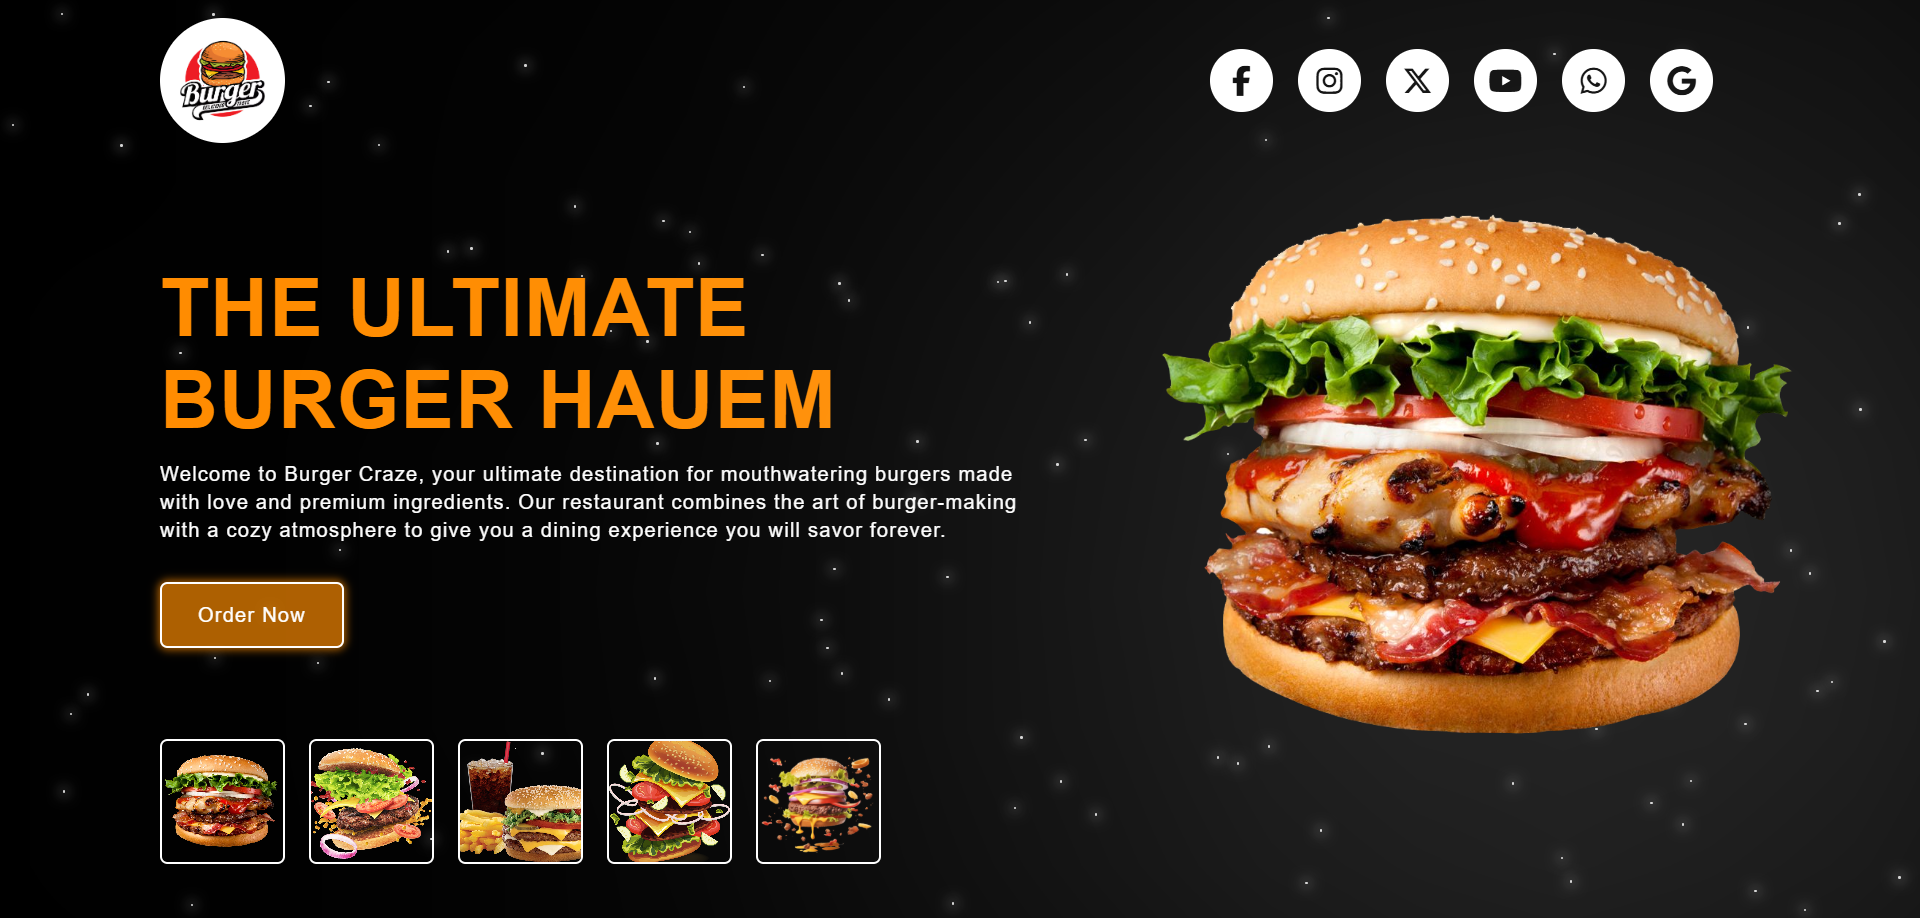 Burger
THE ULTIMATE
BURGER HAUEM
Welcome to Burger Craze, your ultimate destination for mouthwatering burgers made
with love and premium ingredients. Our restaurant combines the art of burger-making
with a cozy atmosphere to give you a dining experience you will savor forever.
Order Now